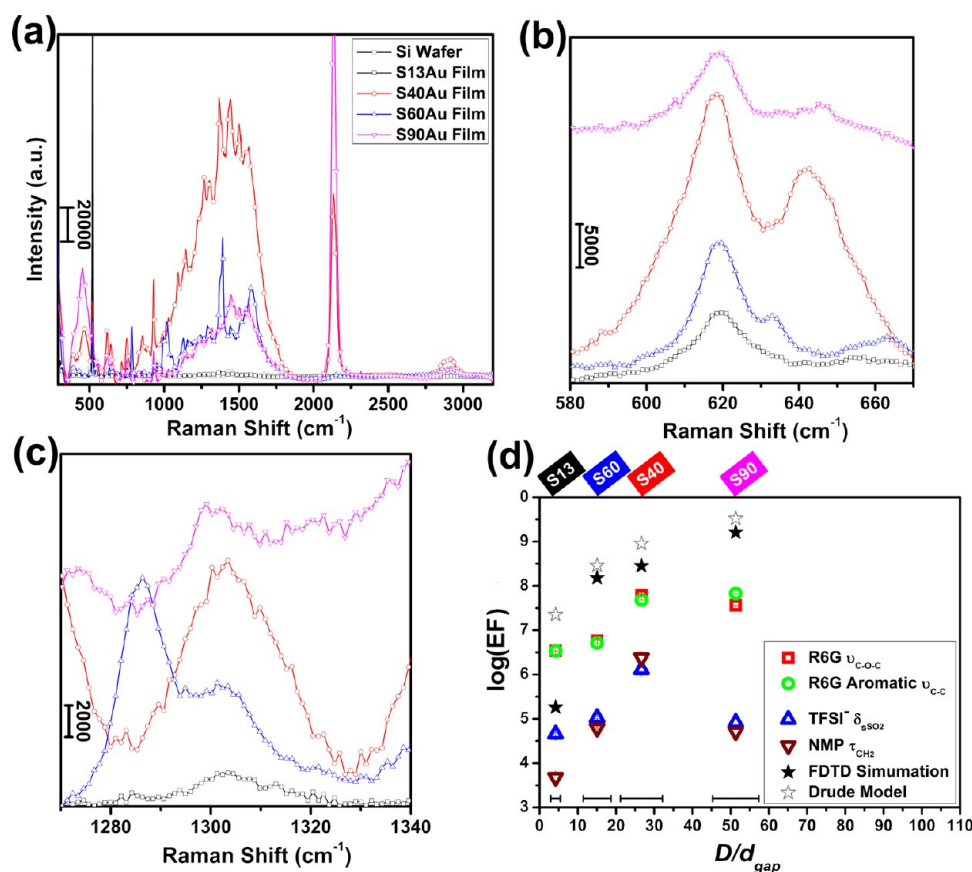 (a)
Si Wafer
S13Au Film
S40Au Film
S60Au Film
S90Au Film
20000
Intensity (a.u.)
500 1000 1500 2000 2500 3000
Raman Shift (cm⁻¹)
(b)
5000
580 600 620 640 660
Raman Shift (cm⁻¹)
(c)
2000
1280 1300 1320 1340
Raman Shift (cm⁻¹)
(d)
S13 S60 S40 S90
0
9
8
7
6
5
4
3
log(EF)
R6G υC-O-C
R6G Aromatic υC-C
TFSI⁻ δsSO2
NMP τCH2
FDTD Simumation
Drude Model
0 10 20 30 40 50 60 70 80 90 100 110
D/dgap